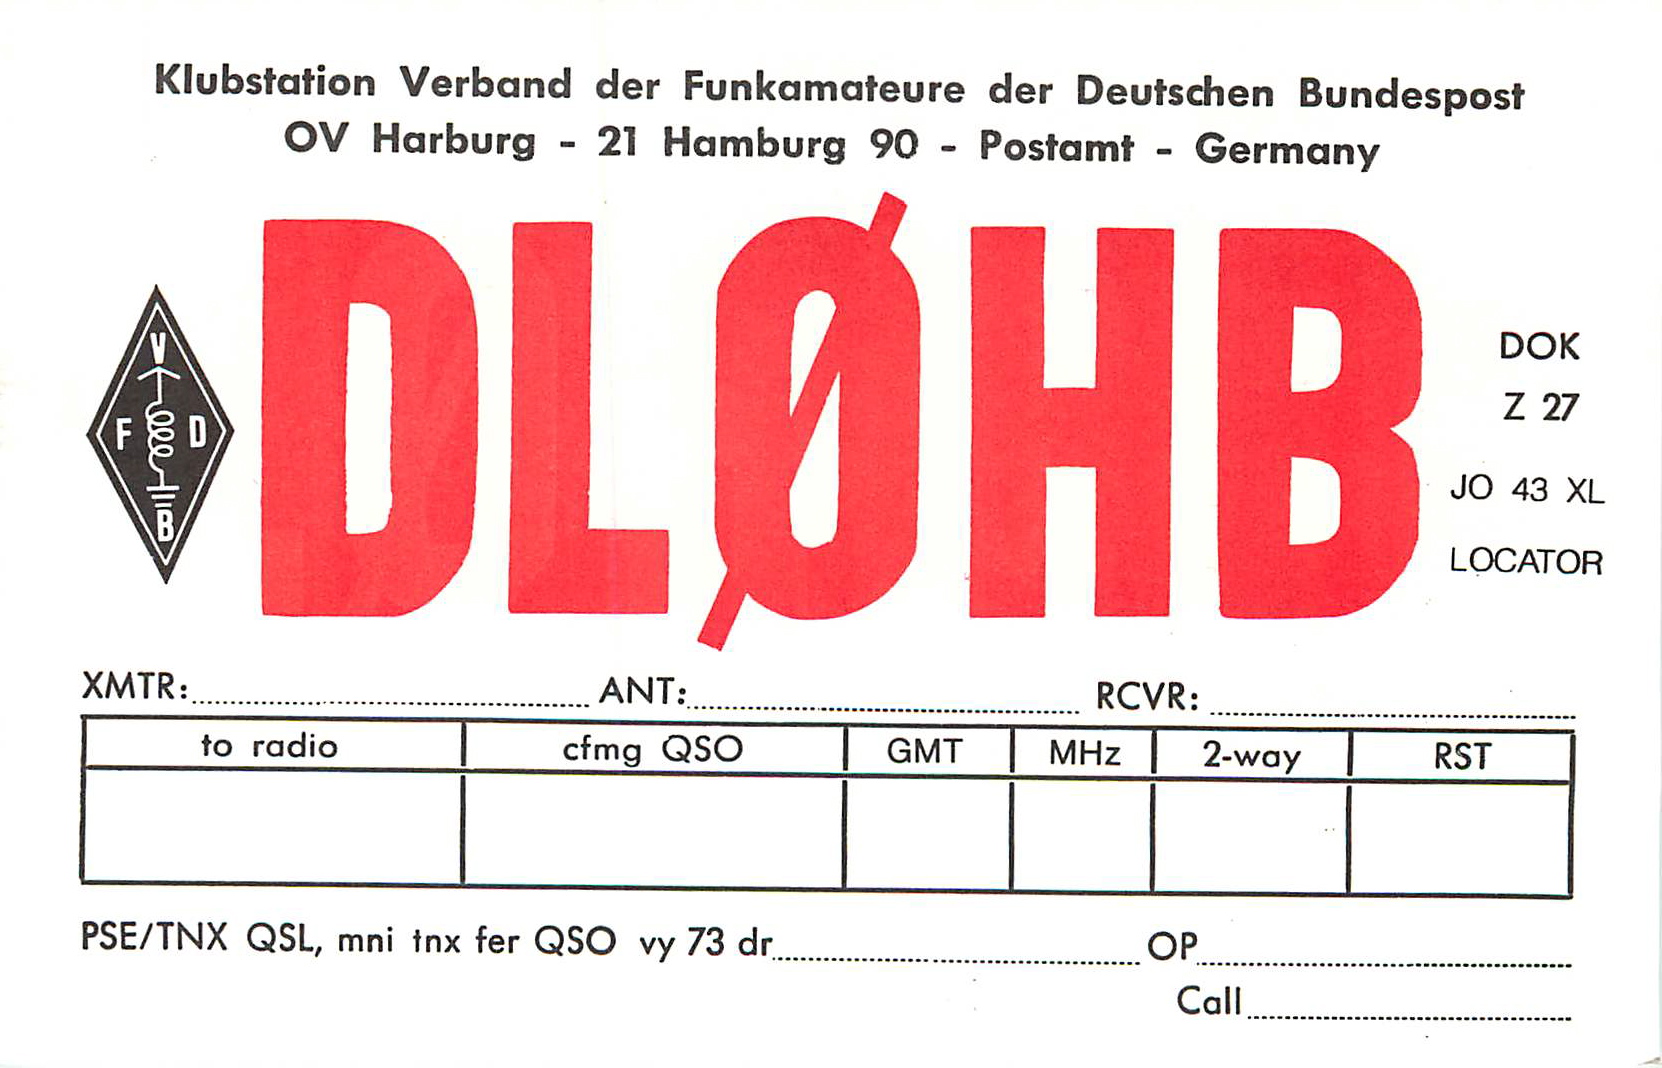 Klubstation Verband der Funkamateure der Deutschen Bundespost
OV Harburg - 21 Hamburg 90 - Postamt - Germany
DLØHB
V
F D
B
DOK
Z 27
JO 43 XL
LOCATOR
XMTR: ANT: RCVR:
to radio cfmg QSO GMT MHz 2-way RST
PSE/TNX QSL, mni tnx fer QSO vy 73 dr OP
Call